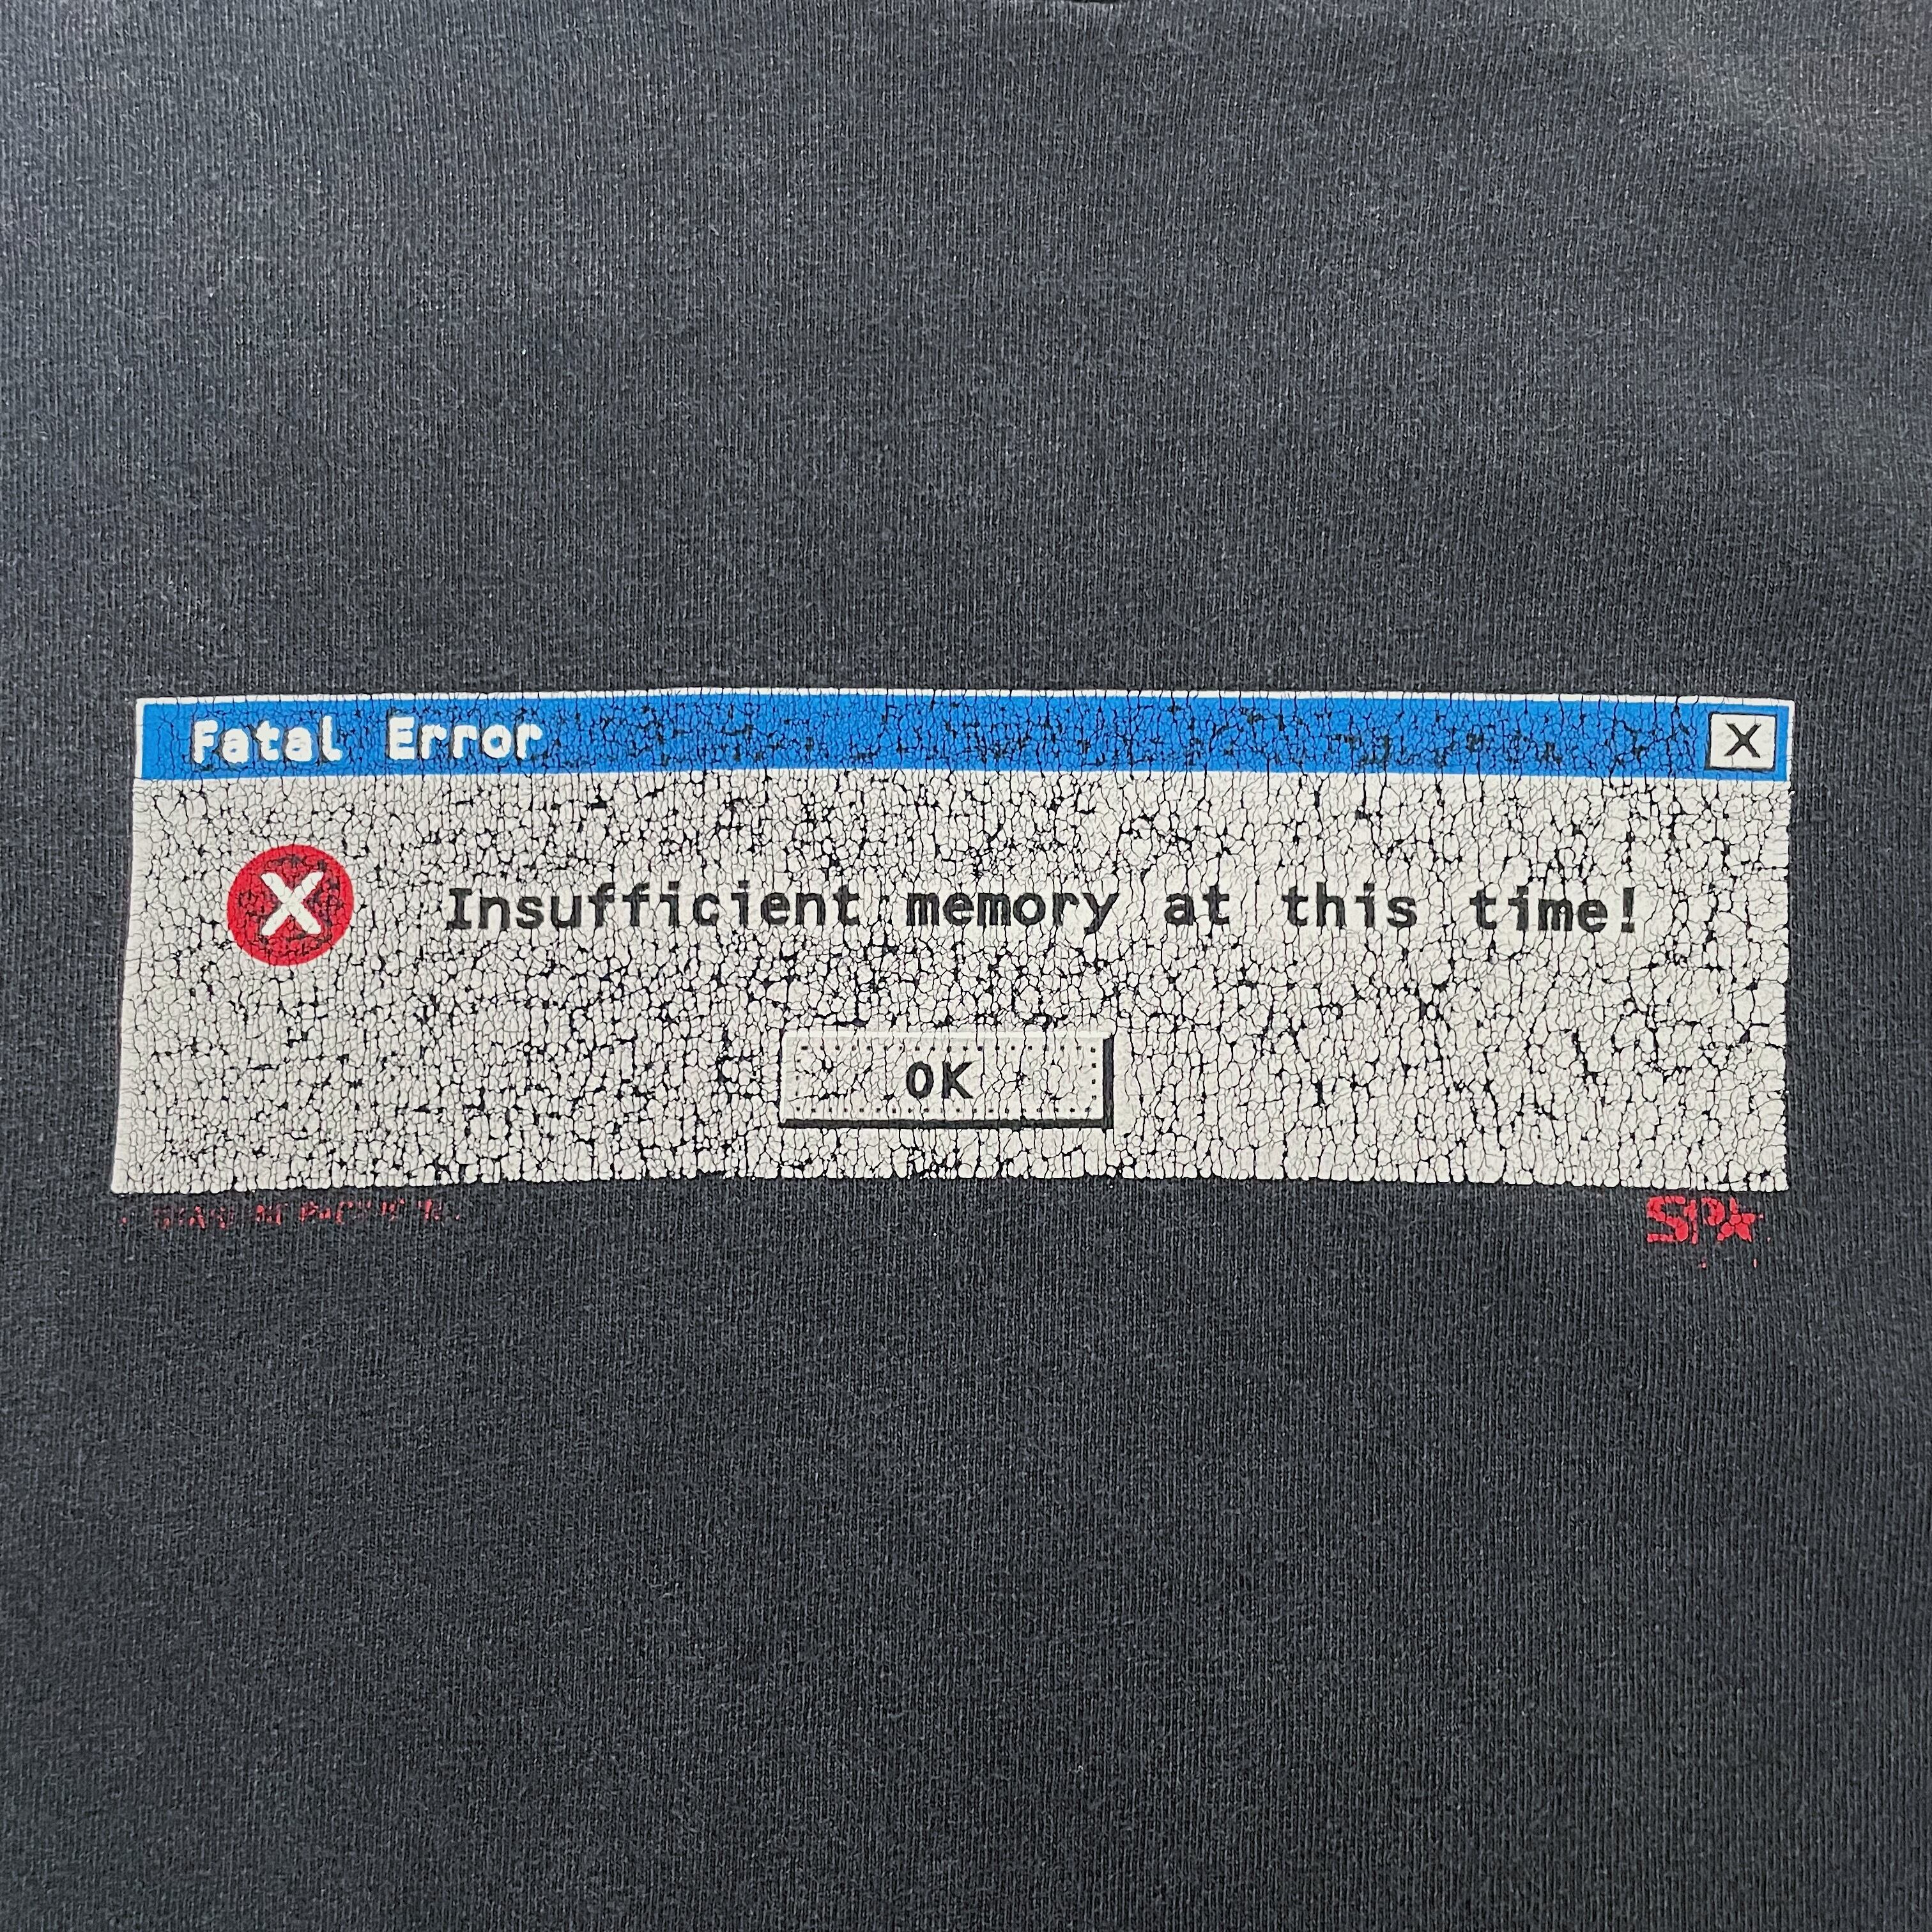 Fatal Error
X
Insufficient memory at this time!
OK
SP